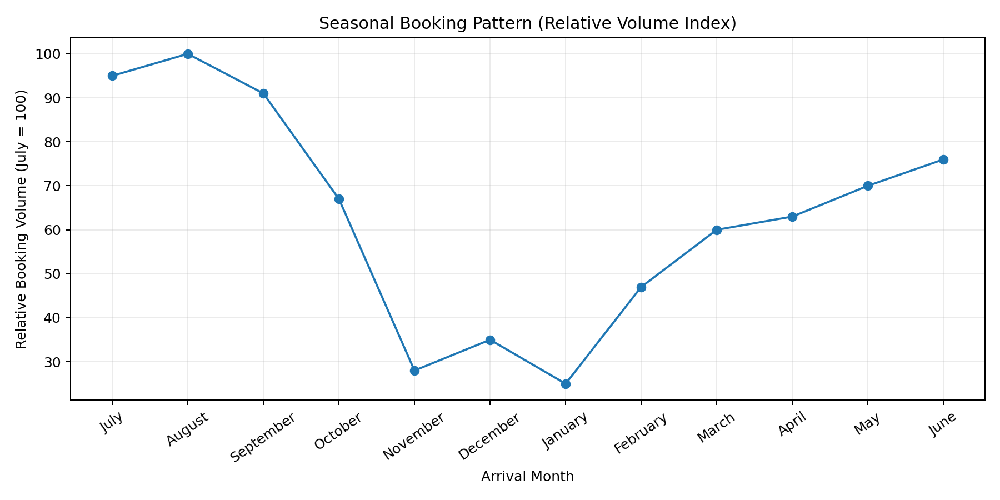 Seasonal Booking Pattern (Relative Volume Index)
Relative Booking Volume (July = 100)
100
90
80
70
60
50
40
30
July
August
September
October
November
December
January
February
March
April
May
June
Arrival Month